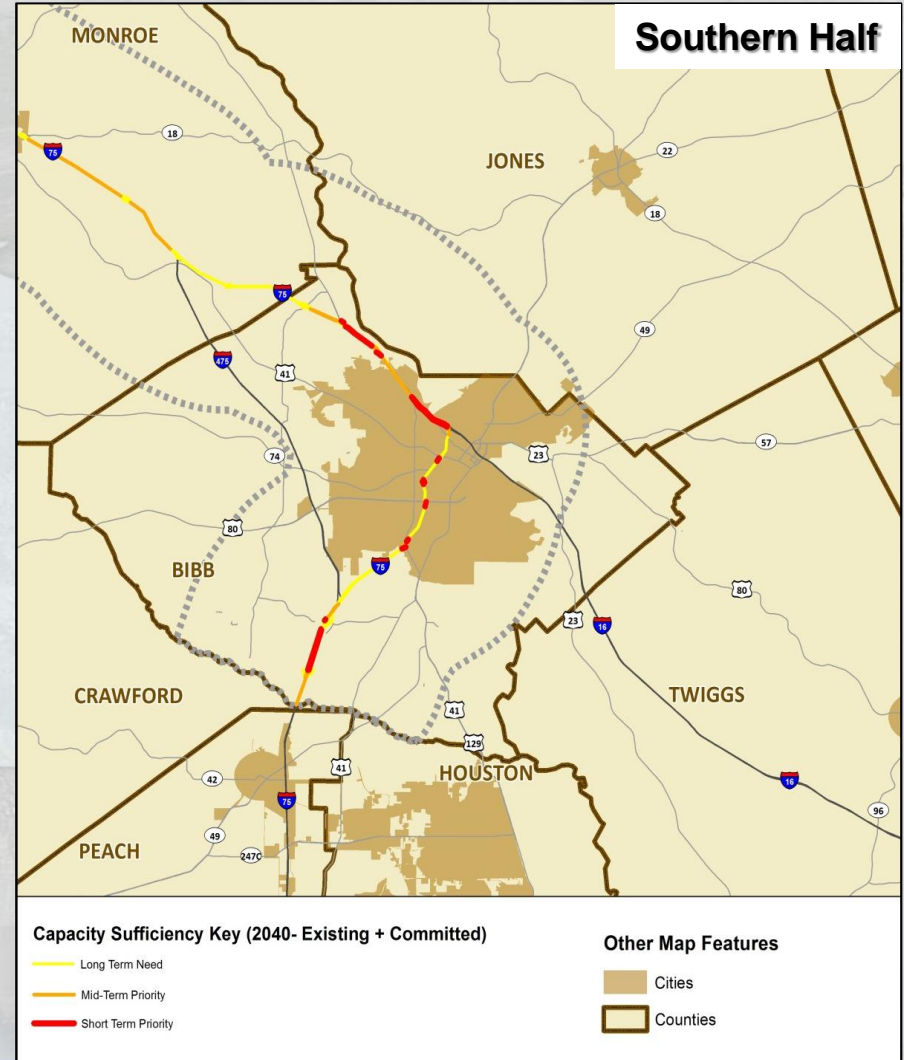 Southern Half
MONROE
18
75
JONES
22
18
75
49
475
41
74
23
57
80
75
BIBB
80
23
16
CRAWFORD
TWIGGS
41
129
HOUSTON
41
42
75
16
96
49
247C
PEACH
Capacity Sufficiency Key (2040- Existing + Committed)
Long Term Need
Mid-Term Priority
Short Term Priority
Other Map Features
Cities
Counties